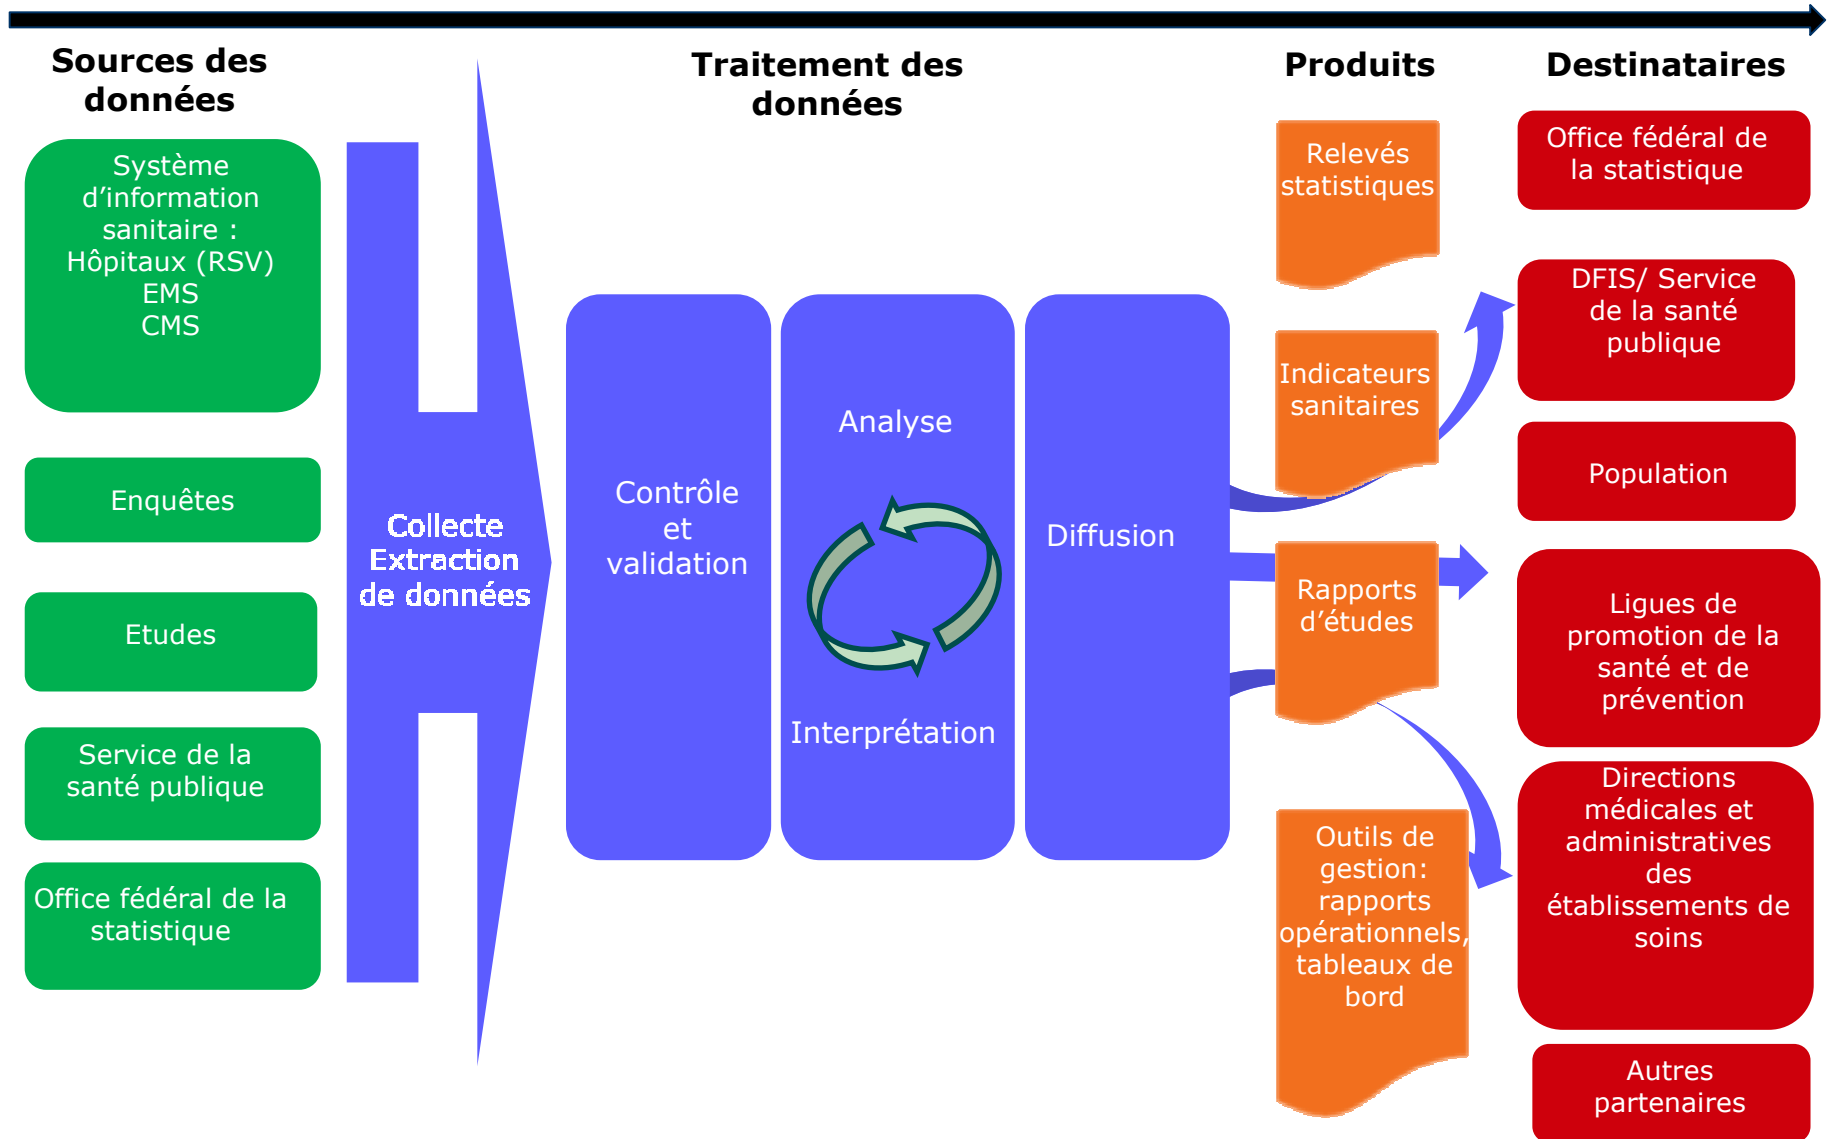 Sources des
données
Système
d’information
sanitaire :
Hôpitaux (RSV)
EMS
CMS
Enquêtes
Etudes
Service de la
santé publique
Office fédéral de la
statistique
Collecte
Extraction
de données
Traitement des
données
Contrôle
et
validation
Analyse
Interprétation
Diffusion
Produits
Relevés
statistiques
Indicateurs
sanitaires
Rapports
d’études
Outils de
gestion:
rapports
opérationnels,
tableaux de
bord
Destinataires
Office fédéral de
la statistique
DFIS/ Service
de la santé
publique
Population
Ligues de
promotion de la
santé et de
prévention
Directions
médicales et
administratives
des
établissements de
soins
Autres
partenaires